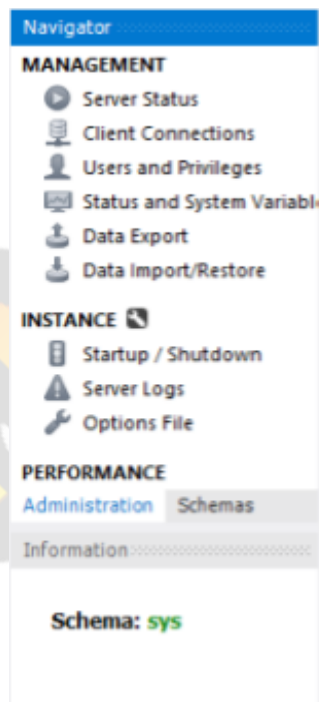 Navigator
MANAGEMENT
Server Status
Client Connections
Users and Privileges
Status and System Variabl
Data Export
Data Import/Restore
INSTANCE
Startup / Shutdown
Server Logs
Options File
PERFORMANCE
Administration Schemas
Information
Schema: sys